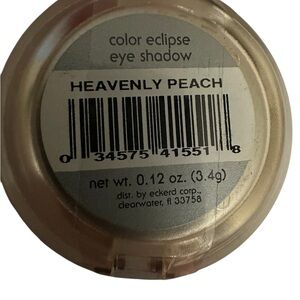 color eclipse
eye shadow
HEAVENLY PEACH
0 34575 41551 8
net wt. 0.12 oz. (3.4g)
dist. by eckerd corp.,
clearwater, fl 33758